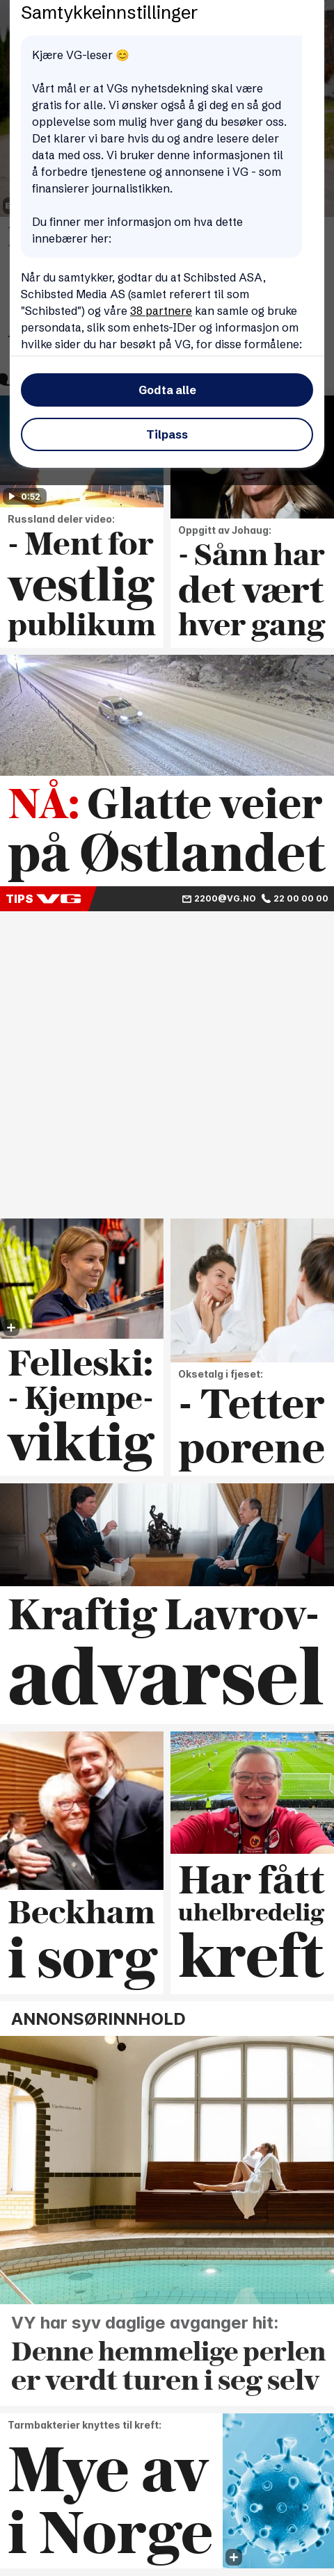 Samtykkeinnstillinger
Kjære VG-leser 😊
Vårt mål er at VGs nyhetsdekning skal være
gratis for alle. Vi ønsker også å gi deg en så god
opplevelse som mulig hver gang du besøker oss.
Det klarer vi bare hvis du og andre lesere deler
data med oss. Vi bruker denne informasjonen til
å forbedre tjenestene og annonsene i VG - som
finansierer journalistikken.
Du finner mer informasjon om hva dette
innebærer her:
Når du samtykker, godtar du at Schibsted ASA,
Schibsted Media AS (samlet referert til som
"Schibsted") og våre 38 partnere kan samle og bruke
persondata, slik som enhets-IDer og informasjon om
hvilke sider du har besøkt på VG, for disse formålene:
Godta alle
Tilpass
0:52
Russland deler video:
- Ment for
vestlig
publikum
Oppgitt av Johaug:
- Sånn har
det vært
hver gang
NÅ: Glatte veier
på Østlandet
TIPS VG 2200@VG.NO 22 00 00 00
Felleski:
- Kjempe-
viktig
Oksetalg i fjeset:
- Tetter
porene
Kraftig Lavrov-
advarsel
Beckham
i sorg
Har fått
uhelbredelig
kreft
ANNONSØRINNHOLD
VY har syv daglige avganger hit:
Denne hemmelige perlen
er verdt turen i seg selv
Tarmbakterier knyttes til kreft:
Mye av
i Norge